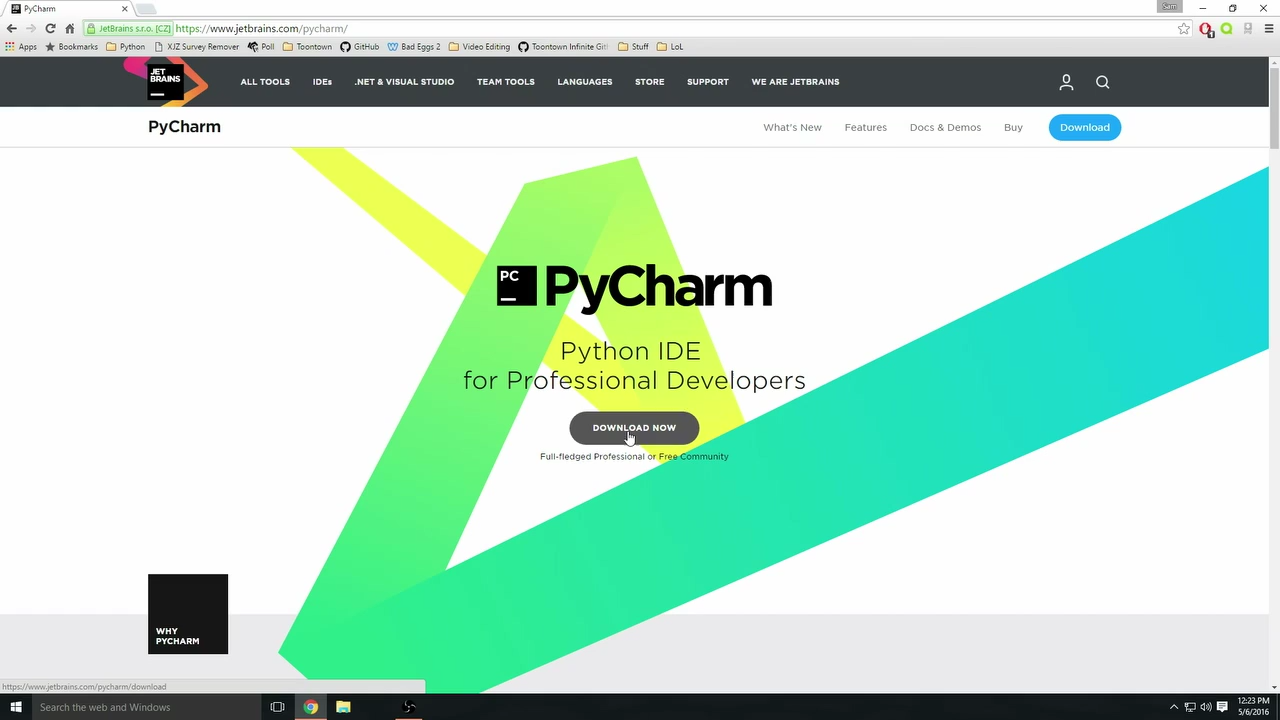 PyCharm
Sam
JetBrains s.r.o. [CZ]
https://www.jetbrains.com/pycharm/
Apps
Bookmarks
Python
XJZ Survey Remover
Poll
Toontown
GitHub
Bad Eggs 2
Video Editing
Toontown Infinite Git
Stuff
LoL
JET
BRAINS
ALL TOOLS
IDEs
.NET & VISUAL STUDIO
TEAM TOOLS
LANGUAGES
STORE
SUPPORT
WE ARE JETBRAINS
PyCharm
What's New
Features
Docs & Demos
Buy
Download
PC
PyCharm
Python IDE
for Professional Developers
DOWNLOAD NOW
Full-fledged Professional or Free Community
WHY
PYCHARM
https://www.jetbrains.com/pycharm/download
Search the web and Windows
12:23 PM
5/6/2016